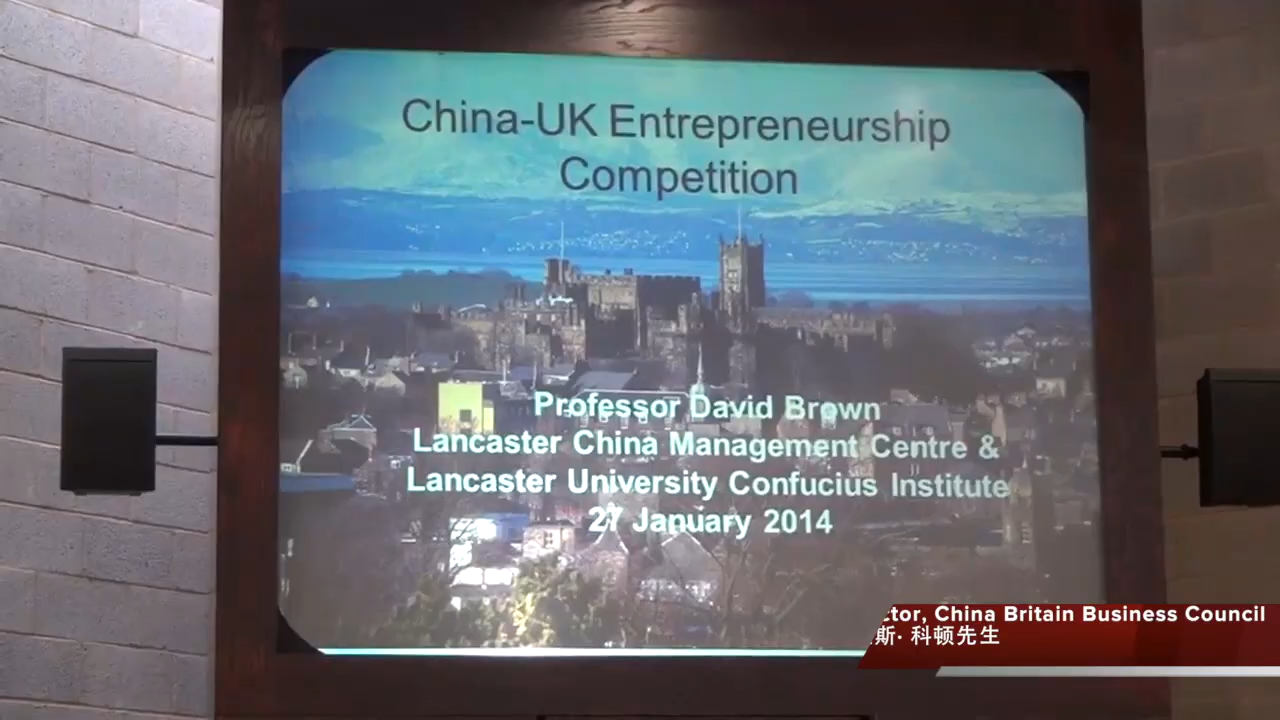 China-UK Entrepreneurship
Competition
Professor David Brown
Lancaster China Management Centre &
Lancaster University Confucius Institute
27 January 2014
ctor, China Britain Business Council
斯· 科顿先生